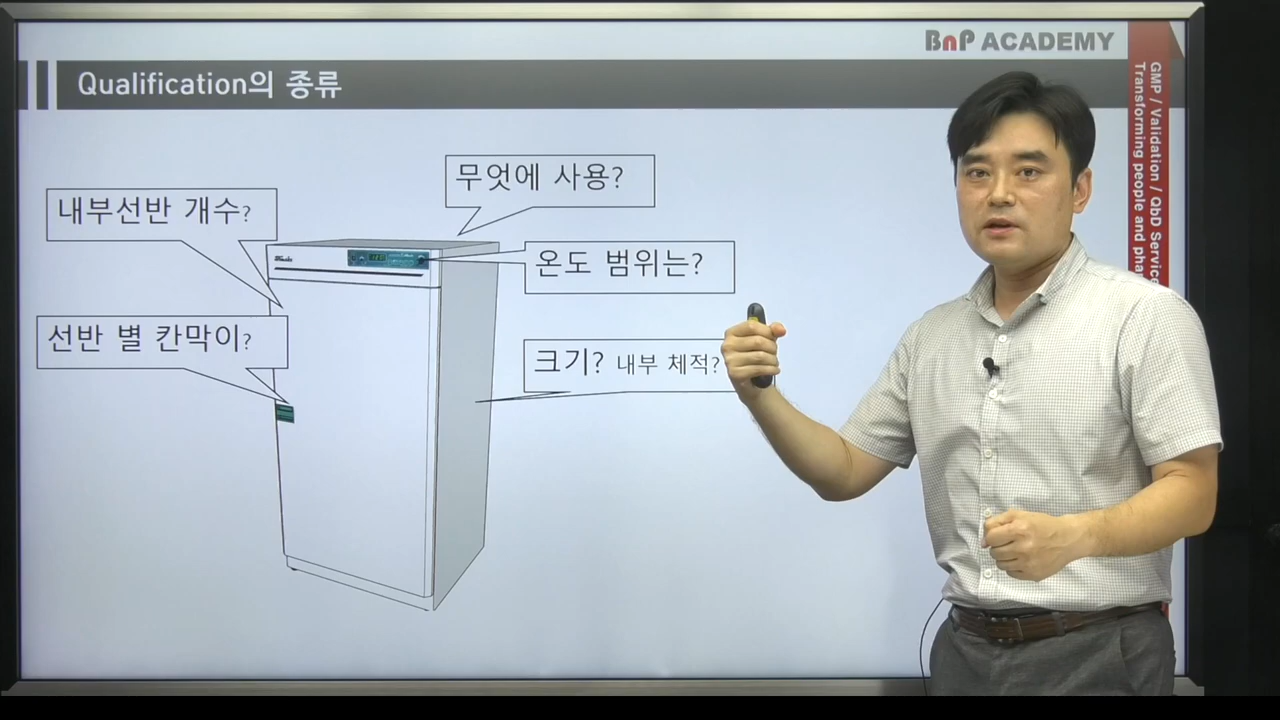 BnP ACADEMY
Qualification의 종류
GMP / Validation / QbD Service
Transforming people and pha
무엇에 사용?
내부선반 개수?
온도 범위는?
선반 별 칸막이?
크기? 내부 체적?